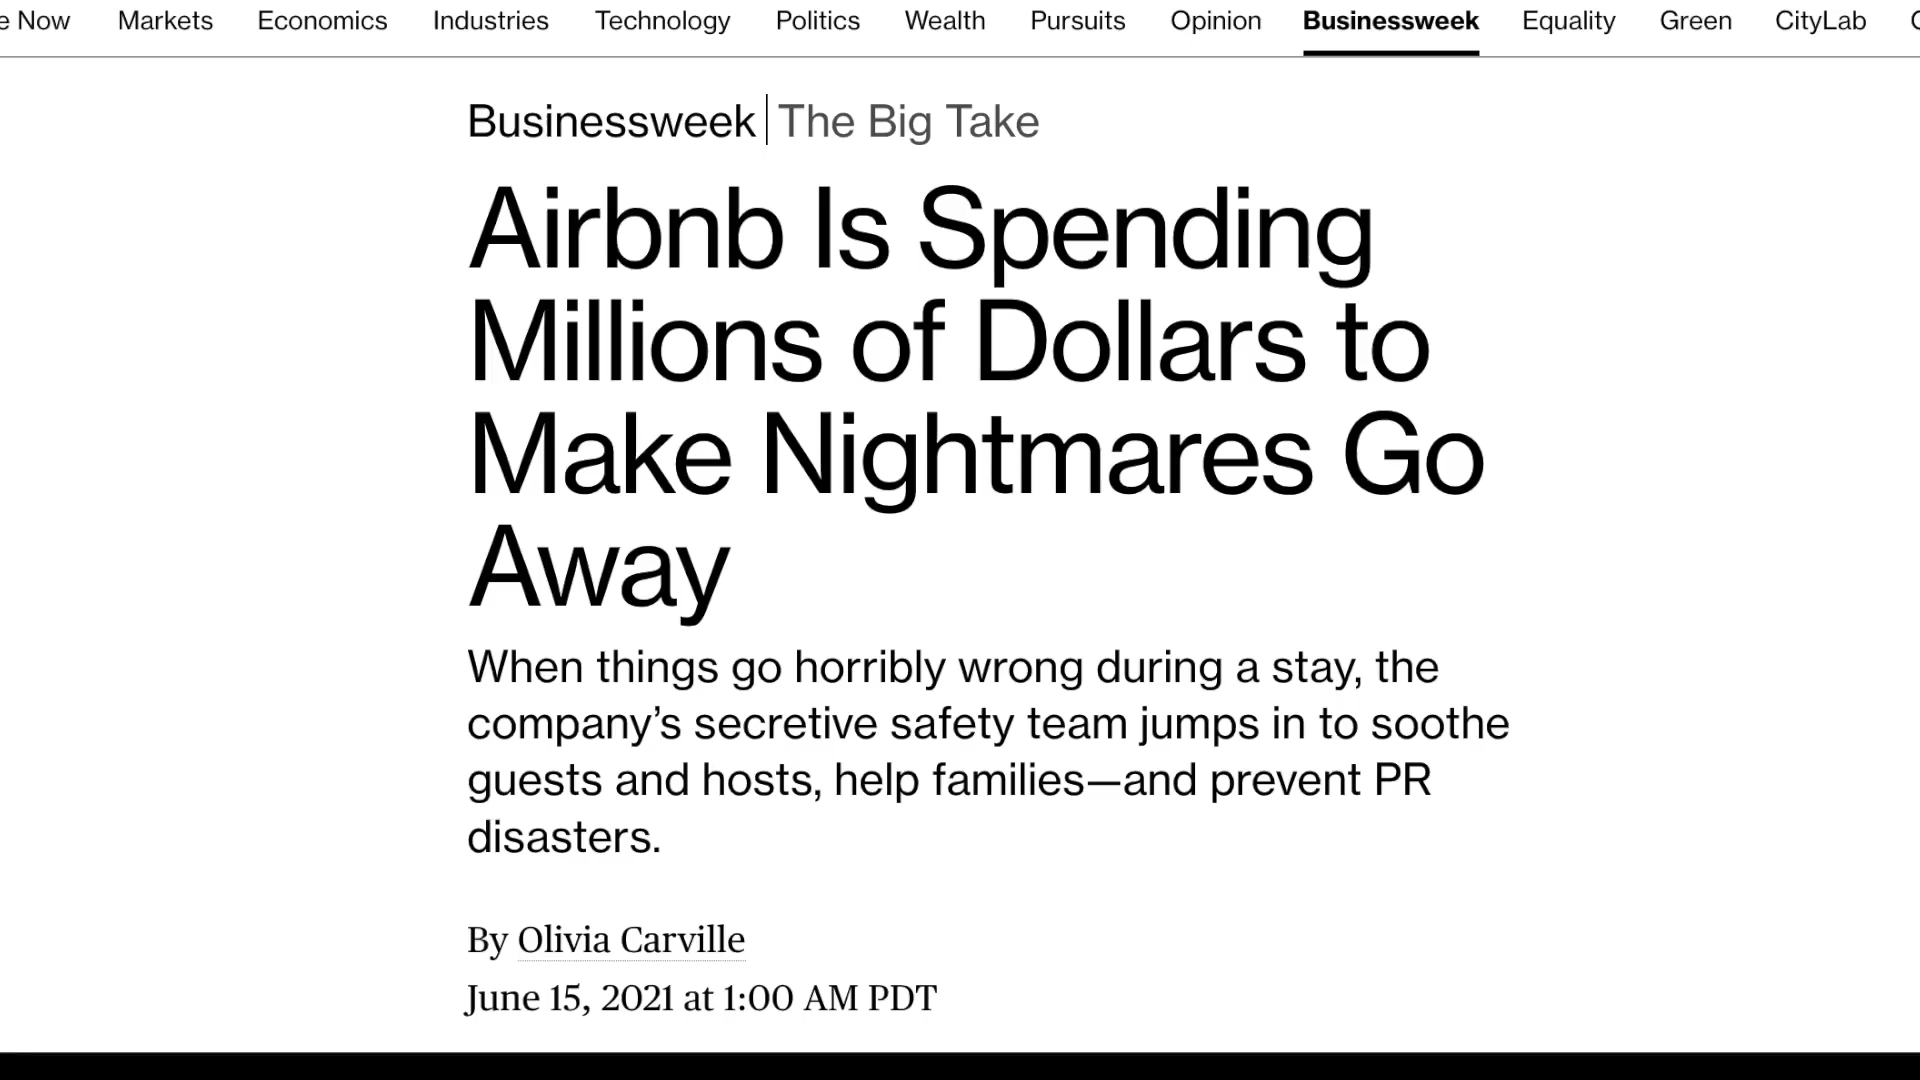 e Now Markets Economics Industries Technology Politics Wealth Pursuits Opinion Businessweek Equality Green CityLab
Businessweek | The Big Take
Airbnb Is Spending
Millions of Dollars to
Make Nightmares Go
Away
When things go horribly wrong during a stay, the
company’s secretive safety team jumps in to soothe
guests and hosts, help families—and prevent PR
disasters.
By Olivia Carville
June 15, 2021 at 1:00 AM PDT